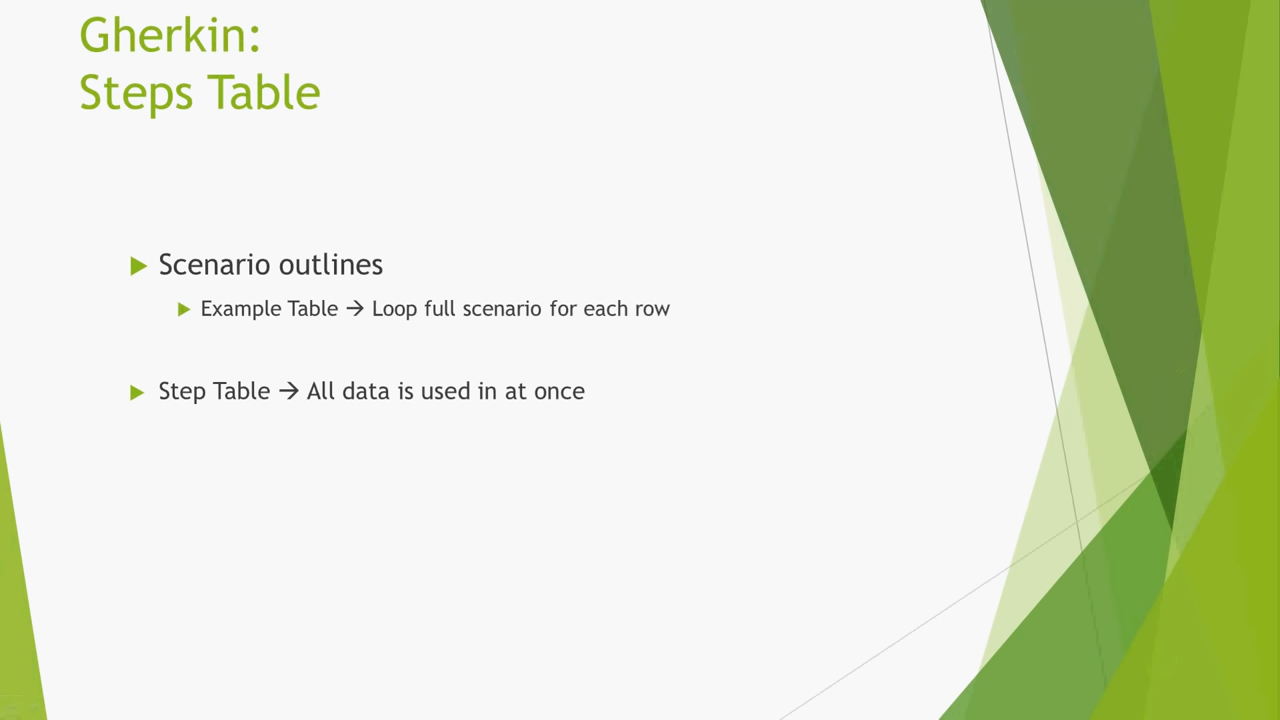 Gherkin:
Steps Table
Scenario outlines
Example Table → Loop full scenario for each row
Step Table → All data is used in at once